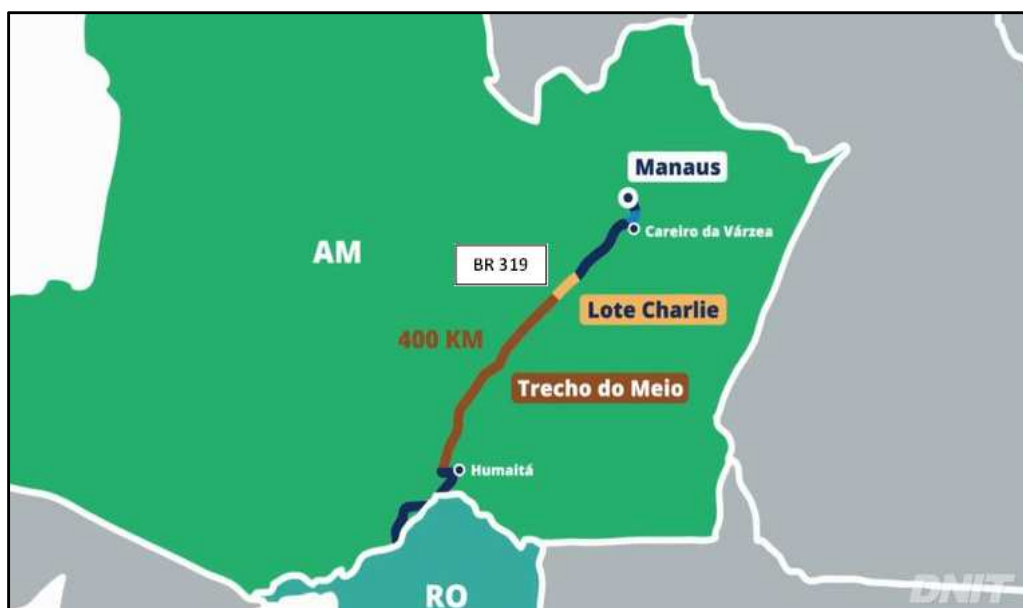 Manaus
Careiro da Várzea
AM
BR 319
Lote Charlie
400 KM
Trecho do Meio
Humaitá
RO
DNIT